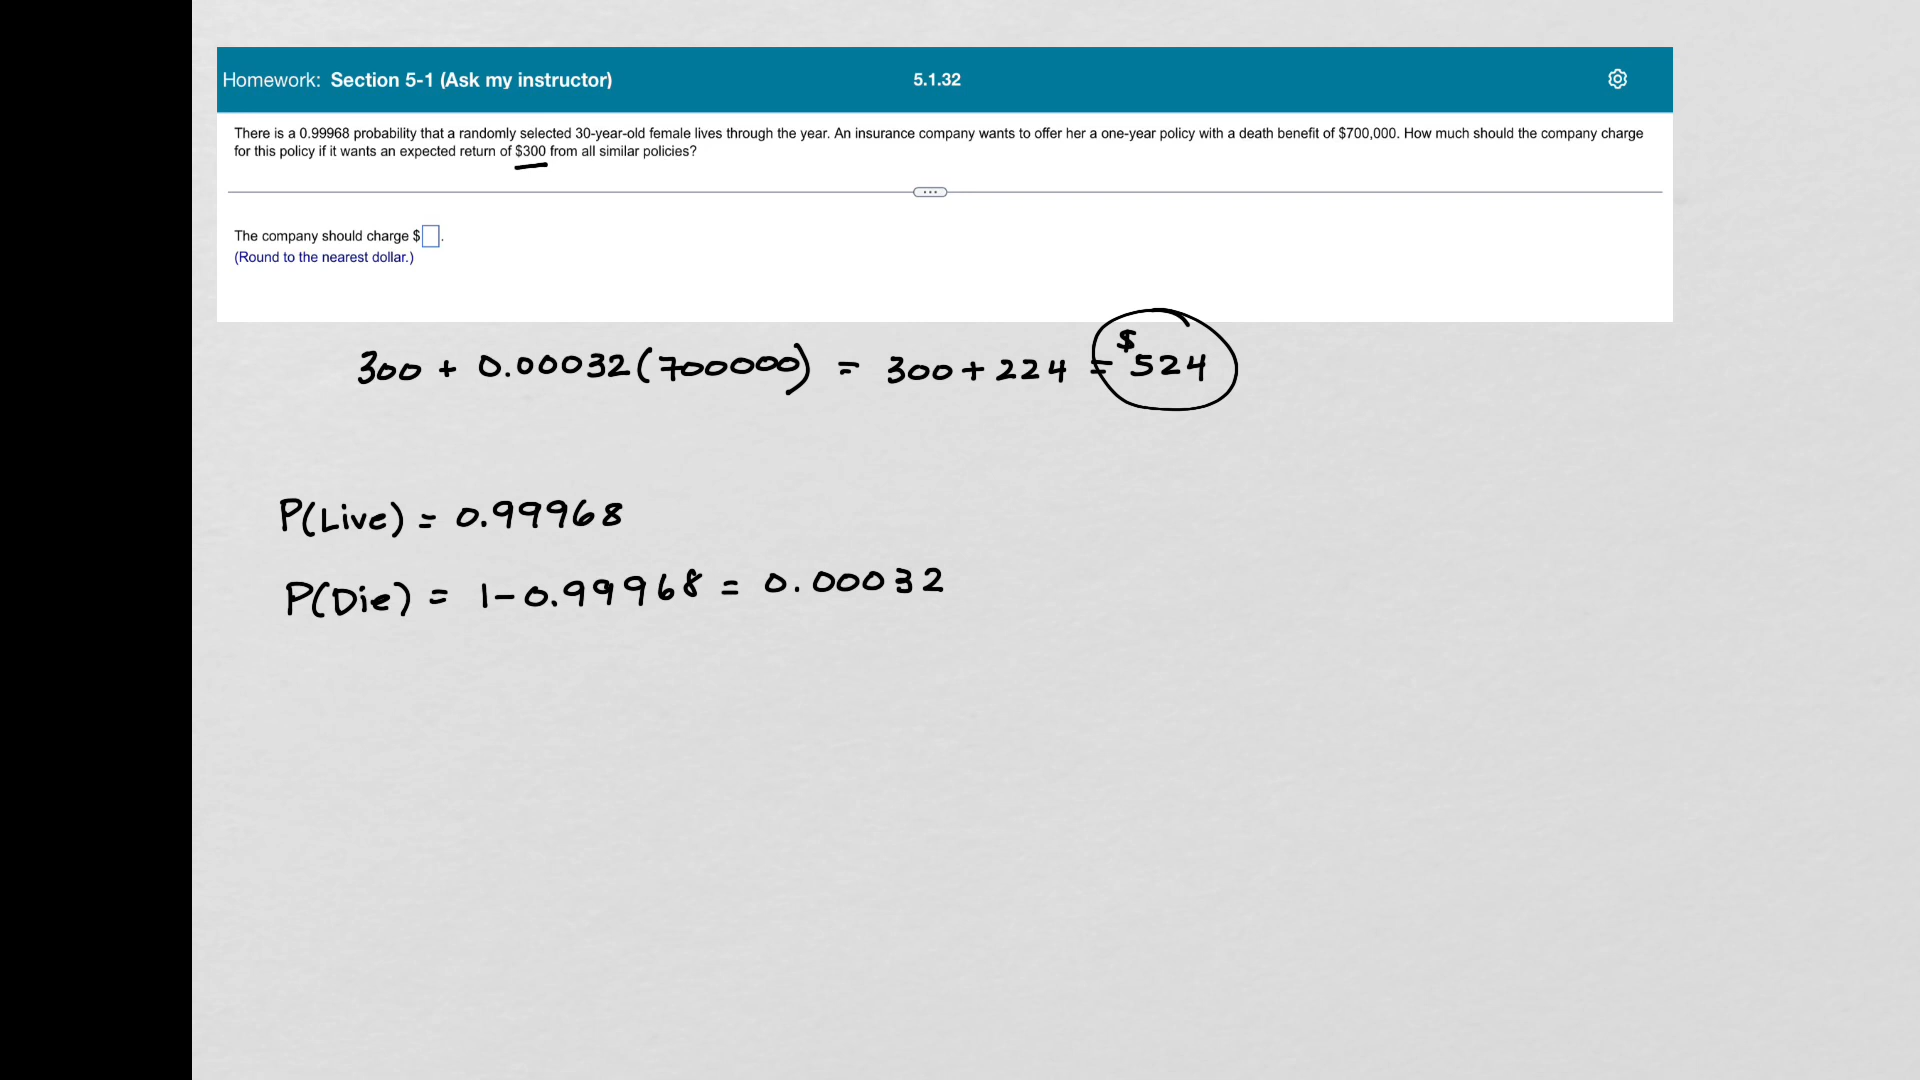 Homework: Section 5-1 (Ask my instructor) 5.1.32
There is a 0.99968 probability that a randomly selected 30-year-old female lives through the year. An insurance company wants to offer her a one-year policy with a death benefit of $700,000. How much should the company charge
for this policy if it wants an expected return of $300 from all similar policies?
The company should charge $ .
(Round to the nearest dollar.)
300 + 0.00032(700000) = 300 + 224 = $524
P(Live) = 0.99968
P(Die) = 1 - 0.99968 = 0.00032